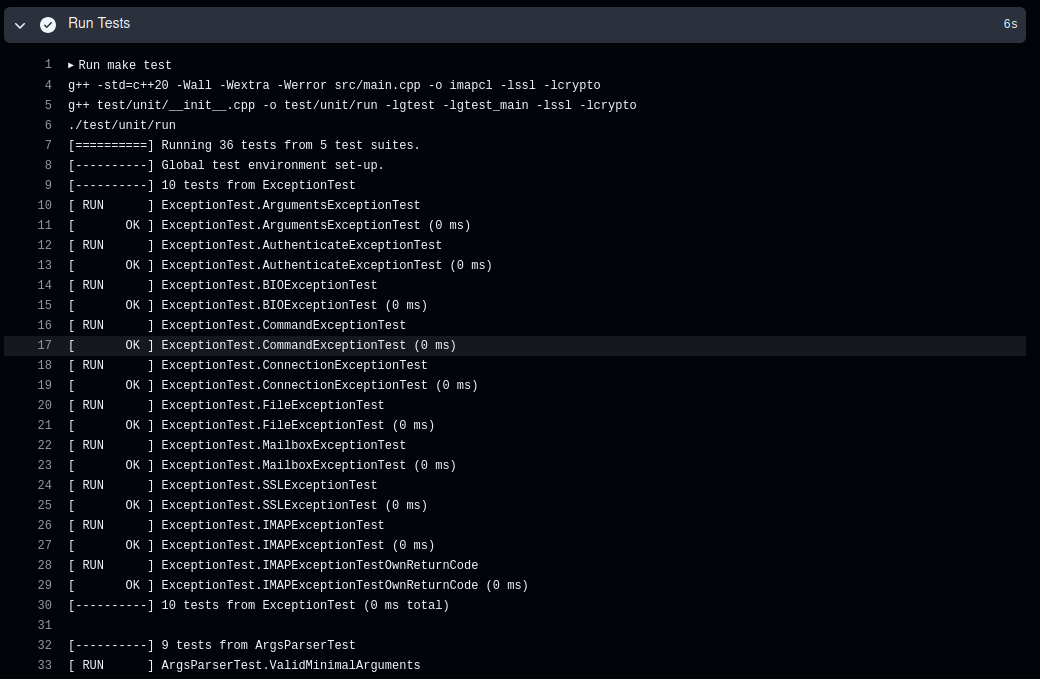 Run Tests 6s
1 ▸ Run make test
4 g++ -std=c++20 -Wall -Wextra -Werror src/main.cpp -o imapcl -lssl -lcrypto
5 g++ test/unit/__init__.cpp -o test/unit/run -lgtest -lgtest_main -lssl -lcrypto
6 ./test/unit/run
7 [==========] Running 36 tests from 5 test suites.
8 [----------] Global test environment set-up.
9 [----------] 10 tests from ExceptionTest
10 [ RUN      ] ExceptionTest.ArgumentsExceptionTest
11 [       OK ] ExceptionTest.ArgumentsExceptionTest (0 ms)
12 [ RUN      ] ExceptionTest.AuthenticateExceptionTest
13 [       OK ] ExceptionTest.AuthenticateExceptionTest (0 ms)
14 [ RUN      ] ExceptionTest.BIOExceptionTest
15 [       OK ] ExceptionTest.BIOExceptionTest (0 ms)
16 [ RUN      ] ExceptionTest.CommandExceptionTest
17 [       OK ] ExceptionTest.CommandExceptionTest (0 ms)
18 [ RUN      ] ExceptionTest.ConnectionExceptionTest
19 [       OK ] ExceptionTest.ConnectionExceptionTest (0 ms)
20 [ RUN      ] ExceptionTest.FileExceptionTest
21 [       OK ] ExceptionTest.FileExceptionTest (0 ms)
22 [ RUN      ] ExceptionTest.MailboxExceptionTest
23 [       OK ] ExceptionTest.MailboxExceptionTest (0 ms)
24 [ RUN      ] ExceptionTest.SSLExceptionTest
25 [       OK ] ExceptionTest.SSLExceptionTest (0 ms)
26 [ RUN      ] ExceptionTest.IMAPExceptionTest
27 [       OK ] ExceptionTest.IMAPExceptionTest (0 ms)
28 [ RUN      ] ExceptionTest.IMAPExceptionTestOwnReturnCode
29 [       OK ] ExceptionTest.IMAPExceptionTestOwnReturnCode (0 ms)
30 [----------] 10 tests from ExceptionTest (0 ms total)
31
32 [----------] 9 tests from ArgsParserTest
33 [ RUN      ] ArgsParserTest.ValidMinimalArguments